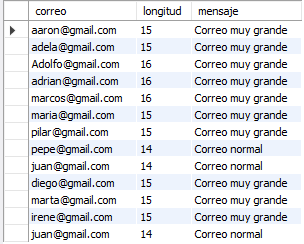 correo longitud mensaje
aaron@gmail.com 15 Correo muy grande
adela@gmail.com 15 Correo muy grande
Adolfo@gmail.com 16 Correo muy grande
adrian@gmail.com 16 Correo muy grande
marcos@gmail.com 16 Correo muy grande
maria@gmail.com 15 Correo muy grande
pilar@gmail.com 15 Correo muy grande
pepe@gmail.com 14 Correo normal
juan@gmail.com 14 Correo normal
diego@gmail.com 15 Correo muy grande
marta@gmail.com 15 Correo muy grande
irene@gmail.com 15 Correo muy grande
juan@gmail.com 14 Correo normal